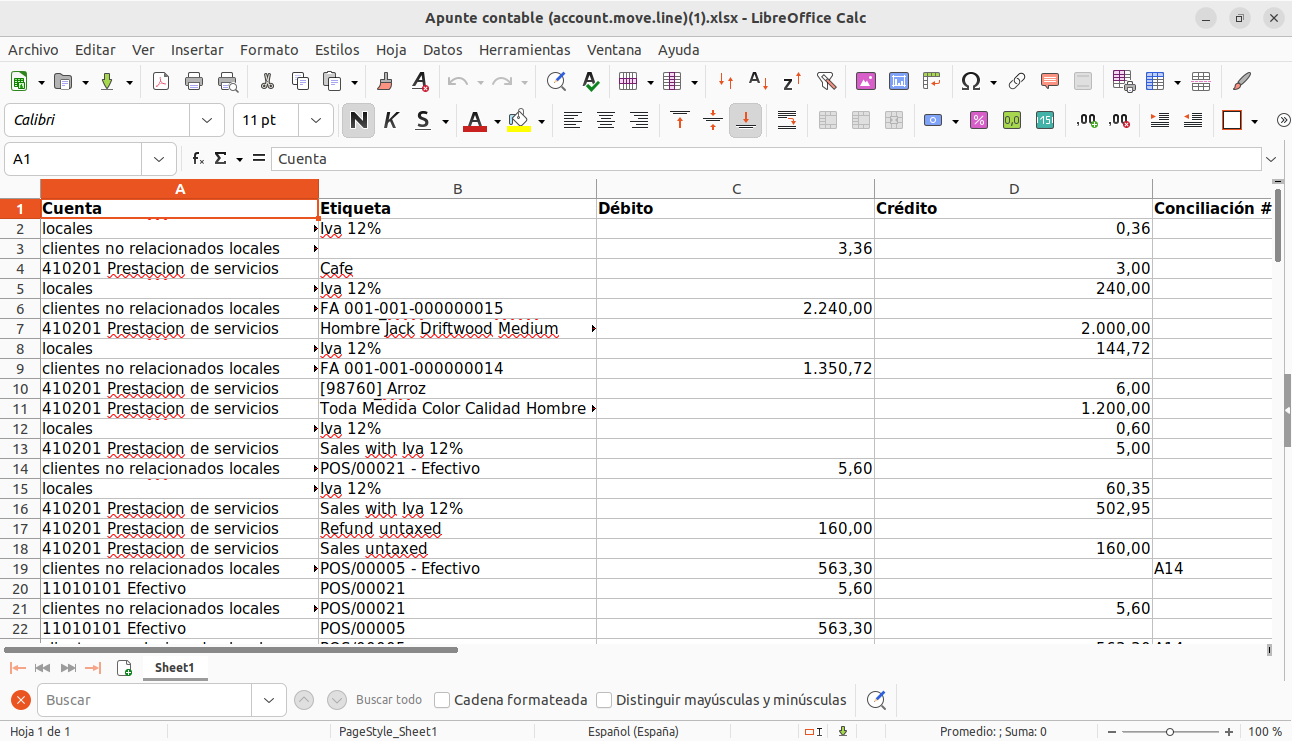 Apunte contable (account.move.line)(1).xlsx - LibreOffice Calc
Archivo Editar Ver Insertar Formato Estilos Hoja Datos Herramientas Ventana Ayuda
Calibri 11 pt N K S A
A1 Cuenta
A B C D
1 Cuenta Etiqueta Débito Crédito Conciliación #
2 locales Iva 12% 0,36
3 clientes no relacionados locales 3,36
4 410201 Prestacion de servicios Cafe 3,00
5 locales Iva 12% 240,00
6 clientes no relacionados locales FA 001-001-000000015 2.240,00
7 410201 Prestacion de servicios Hombre Jack Driftwood Medium 2.000,00
8 locales Iva 12% 144,72
9 clientes no relacionados locales FA 001-001-000000014 1.350,72
10 410201 Prestacion de servicios [98760] Arroz 6,00
11 410201 Prestacion de servicios Toda Medida Color Calidad Hombre 1.200,00
12 locales Iva 12% 0,60
13 410201 Prestacion de servicios Sales with Iva 12% 5,00
14 clientes no relacionados locales POS/00021 - Efectivo 5,60
15 locales Iva 12% 60,35
16 410201 Prestacion de servicios Sales with Iva 12% 502,95
17 410201 Prestacion de servicios Refund untaxed 160,00
18 410201 Prestacion de servicios Sales untaxed 160,00
19 clientes no relacionados locales POS/00005 - Efectivo 563,30 A14
20 11010101 Efectivo POS/00021 5,60
21 clientes no relacionados locales POS/00021 5,60
22 11010101 Efectivo POS/00005 563,30
Sheet1
Buscar Buscar todo Cadena formateada Distinguir mayúsculas y minúsculas
Hoja 1 de 1 PageStyle_Sheet1 Español (España) Promedio: ; Suma: 0 100 %